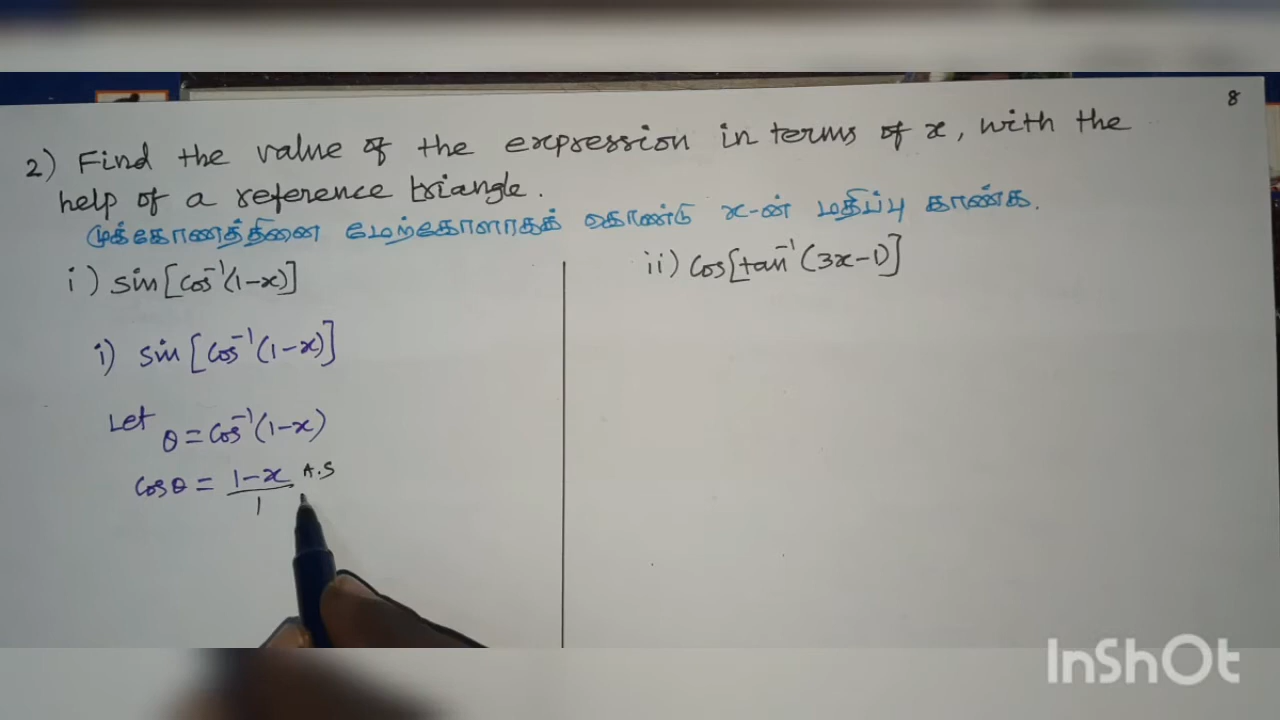 8
2) Find the value of the expression in terms of x, with the
help of a reference triangle.
முக்கோணத்தினை மேற்கோளாகக் கொண்டு x-ன் மதிப்பு காண்க.
i) sin[cos⁻¹(1-x)]
i) sin[cos⁻¹(1-x)]
Let θ = cos⁻¹(1-x)
cosθ = 1-x A.S
1
ii) cos[tan⁻¹(3x-1)]
InShOt